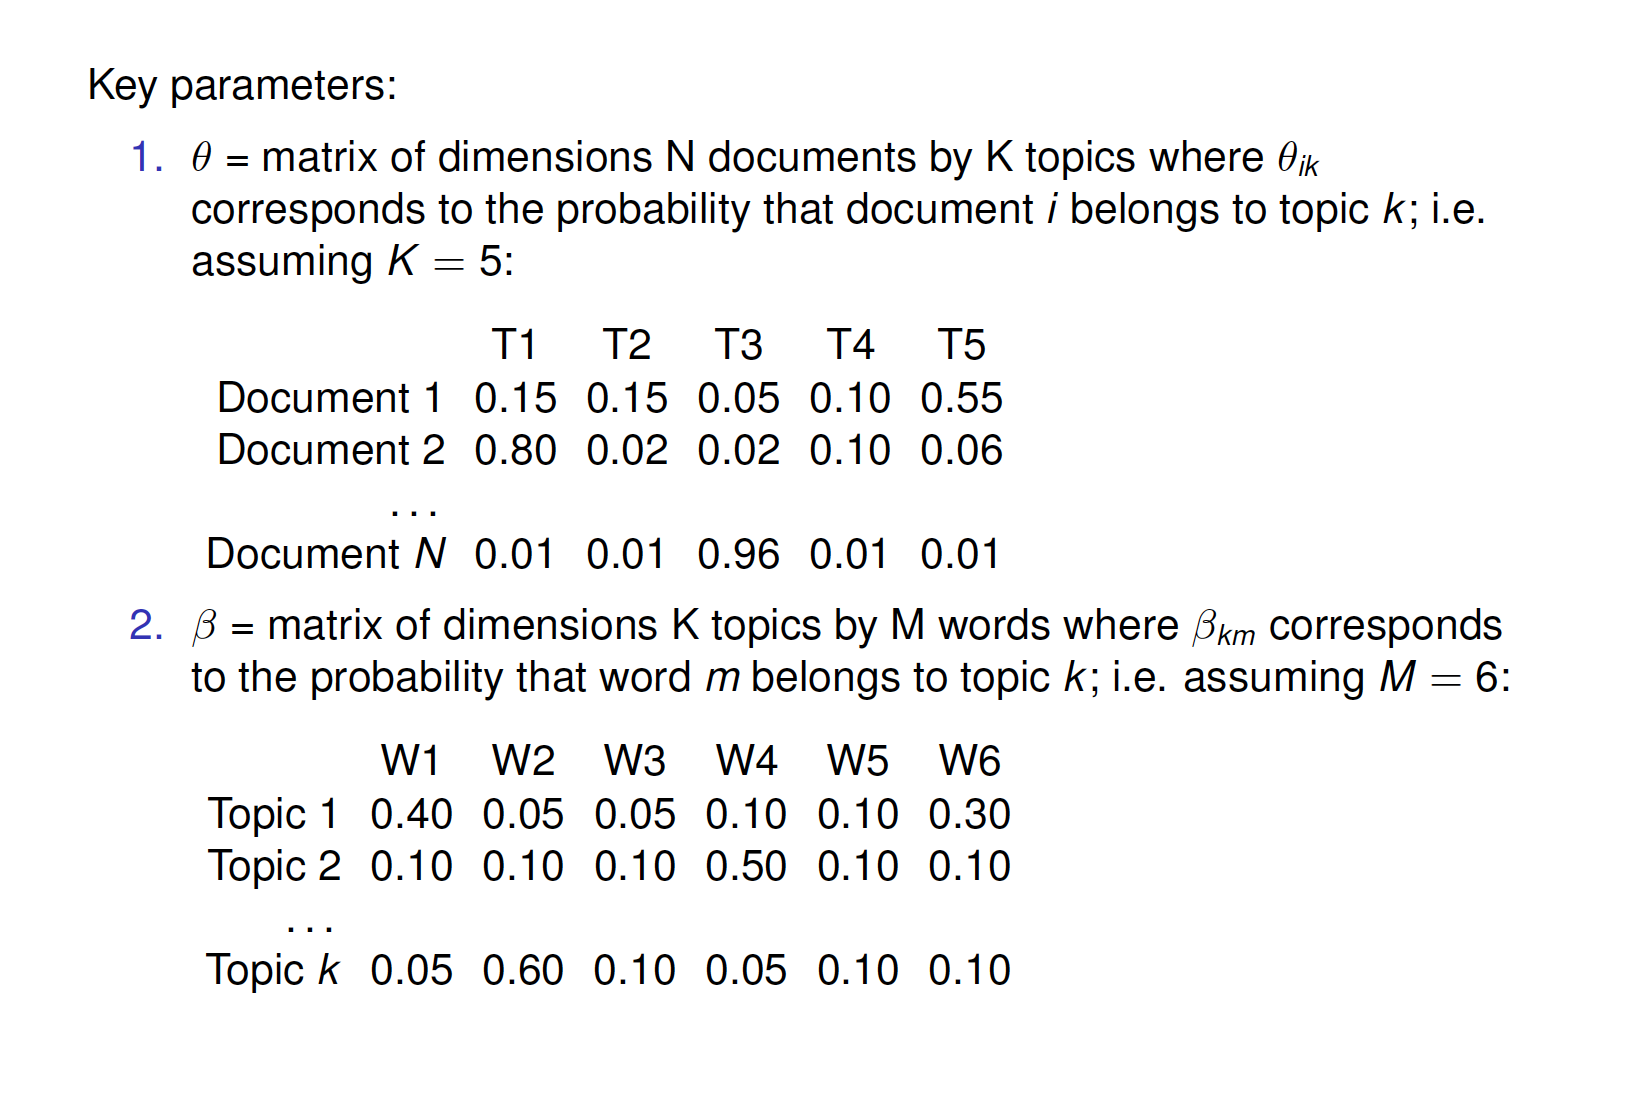 Key parameters:
1. θ = matrix of dimensions N documents by K topics where θik
corresponds to the probability that document i belongs to topic k; i.e.
assuming K = 5:
T1 T2 T3 T4 T5
Document 1 0.15 0.15 0.05 0.10 0.55
Document 2 0.80 0.02 0.02 0.10 0.06
...
Document N 0.01 0.01 0.96 0.01 0.01
2. β = matrix of dimensions K topics by M words where βkm corresponds
to the probability that word m belongs to topic k; i.e. assuming M = 6:
W1 W2 W3 W4 W5 W6
Topic 1 0.40 0.05 0.05 0.10 0.10 0.30
Topic 2 0.10 0.10 0.10 0.50 0.10 0.10
...
Topic k 0.05 0.60 0.10 0.05 0.10 0.10